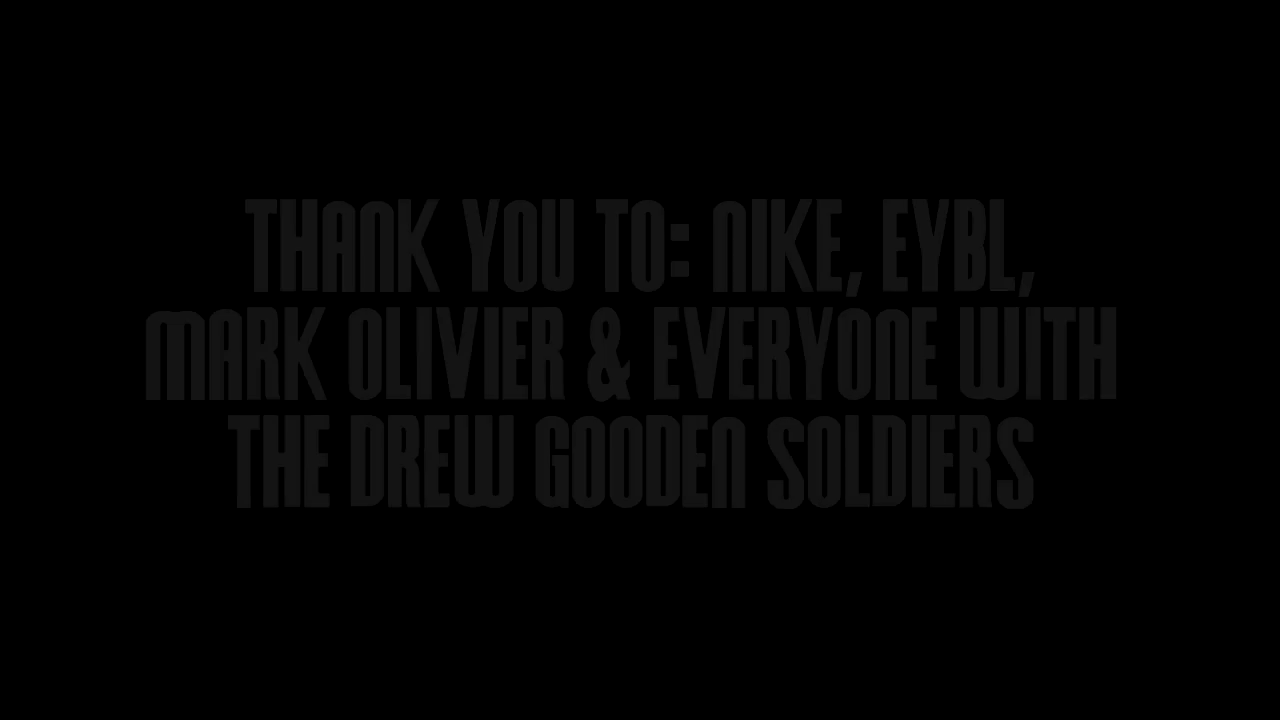 THANK YOU TO: NIKE, EYBL,
MARK OLIVIER & EVERYONE WITH
THE DREW GOODEN SOLDIERS